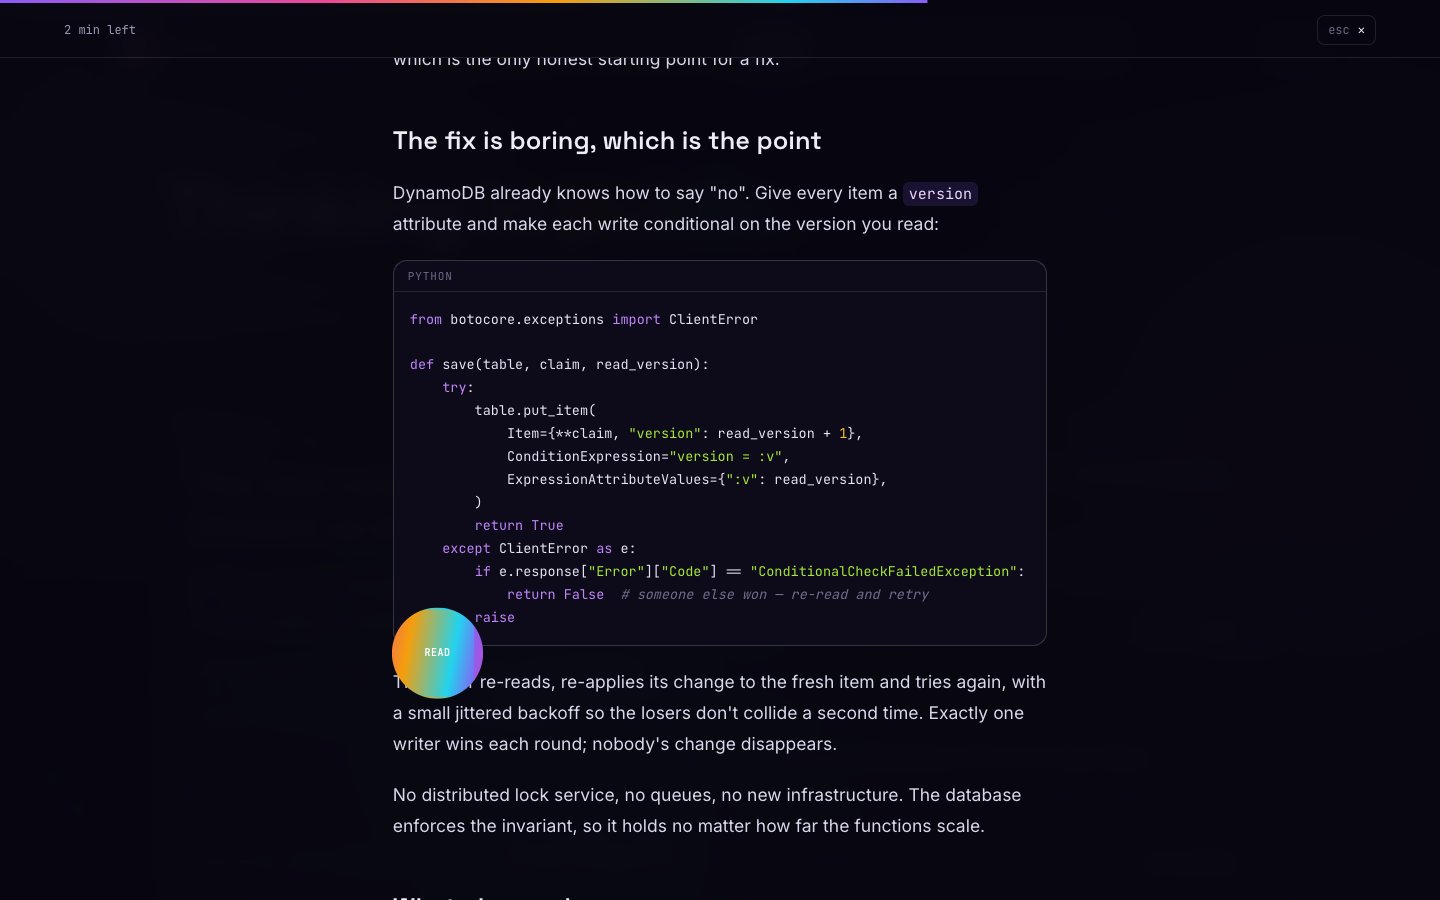 2 min left
esc ×
which is the only honest starting point for a fix.
The fix is boring, which is the point
DynamoDB already knows how to say "no". Give every item a version
attribute and make each write conditional on the version you read:
PYTHON
from botocore.exceptions import ClientError
def save(table, claim, read_version):
    try:
        table.put_item(
            Item={**claim, "version": read_version + 1},
            ConditionExpression="version = :v",
            ExpressionAttributeValues={":v": read_version},
        )
        return True
    except ClientError as e:
        if e.response["Error"]["Code"] == "ConditionalCheckFailedException":
            return False  # someone else won — re-read and retry
        raise
READ
re-reads, re-applies its change to the fresh item and tries again, with
a small jittered backoff so the losers don't collide a second time. Exactly one
writer wins each round; nobody's change disappears.
No distributed lock service, no queues, no new infrastructure. The database
enforces the invariant, so it holds no matter how far the functions scale.